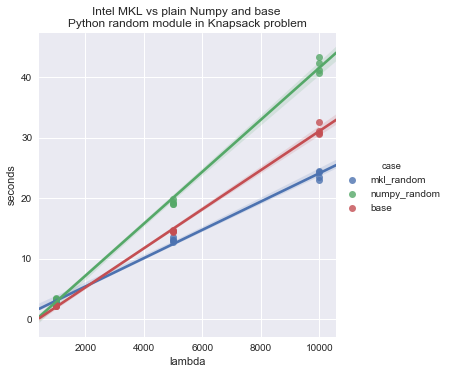 Intel MKL vs plain Numpy and base
Python random module in Knapsack problem
40
30
20
10
0
seconds
2000 4000 6000 8000 10000
lambda
case
mkl_random
numpy_random
base